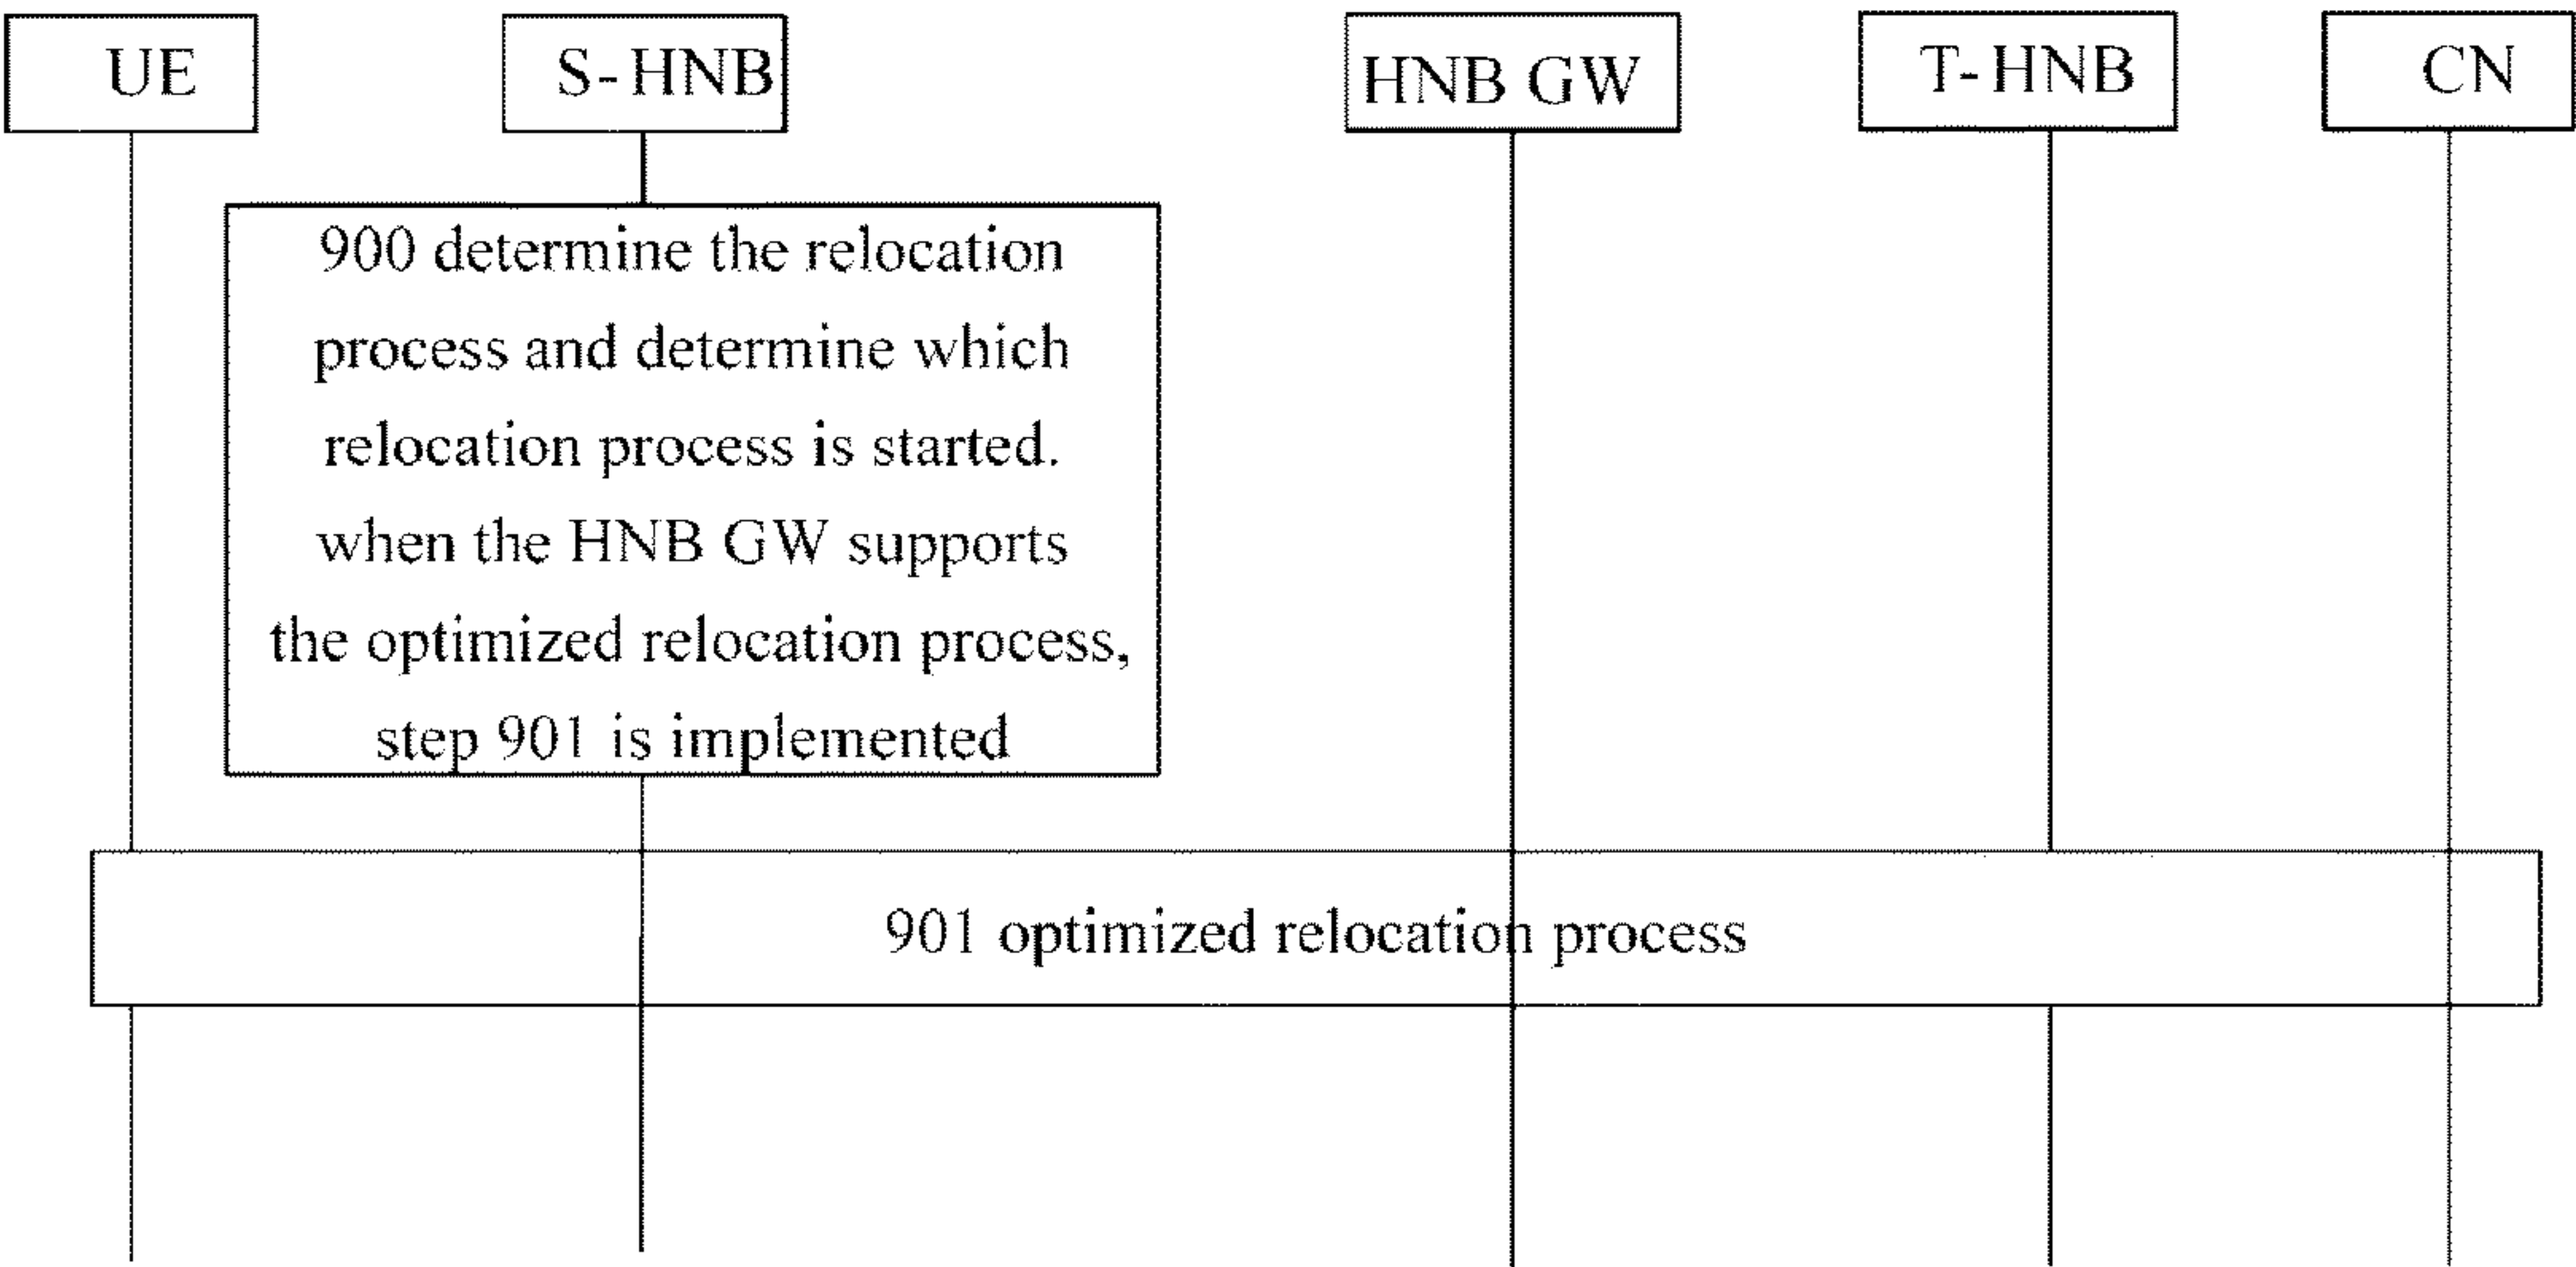 UE
S-HNB
HNB GW
T-HNB
CN
900 determine the relocation
process and determine which
relocation process is started.
when the HNB GW supports
the optimized relocation process,
step 901 is implemented
901 optimized relocation process